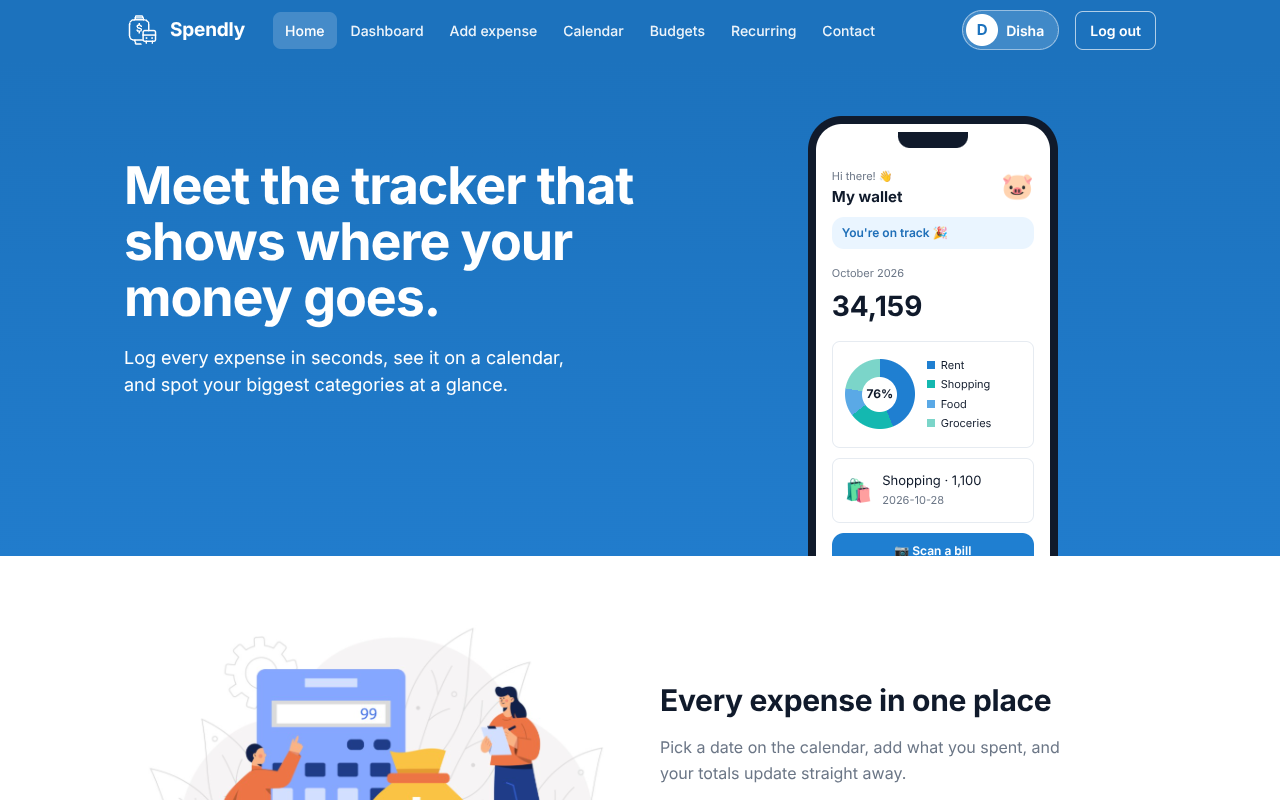 Spendly
Home
Dashboard
Add expense
Calendar
Budgets
Recurring
Contact
D
Disha
Log out
Meet the tracker that
shows where your
money goes.
Log every expense in seconds, see it on a calendar,
and spot your biggest categories at a glance.
Hi there! 👋
My wallet
You're on track 🎉
October 2026
34,159
76%
Rent
Shopping
Food
Groceries
Shopping · 1,100
2026-10-28
📷 Scan a bill
99
Every expense in one place
Pick a date on the calendar, add what you spent, and
your totals update straight away.